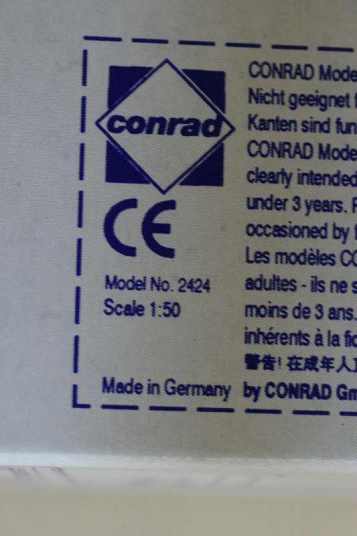 conrad
CE
Model No. 2424
Scale 1:50
Made in Germany
CONRAD Mode
Nicht geeignet
Kanten sind fun
CONRAD Mode
clearly intended
under 3 years.
occasioned by
Les modèles CO
adultes - ils ne s
moins de 3 ans.
inhérents à la fic
警告! 在成年人
by CONRAD Gm